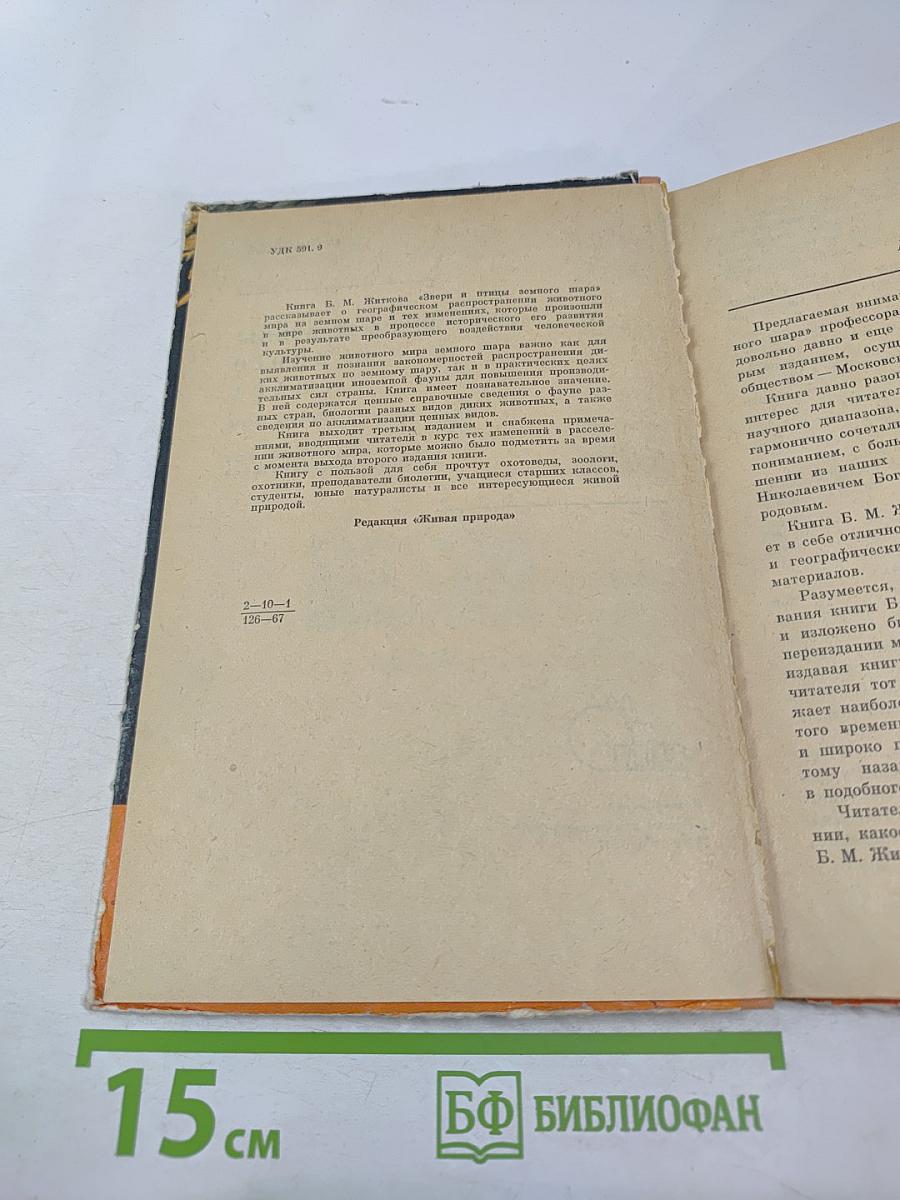 УДК 591. 9
Книга Б. М. Житкова «Звери и птицы земного шара»
рассказывает о географическом распространении животного
мира на земном шаре и тех изменениях, которые произошли
в мире животных в процессе исторического его развития
и в результате преобразующего воздействия человеческой
культуры.
Изучение животного мира земного шара важно как для
выявления и познания закономерностей распространения ди-
ких животных по земному шару, так и в практических целях
акклиматизации иноземной фауны для повышения производи-
тельных сил страны. Книга имеет познавательное значение.
В ней содержатся ценные справочные сведения о фауне раз-
ных стран, биологии разных видов диких животных, а также
сведения по акклиматизации ценных видов.
Книга выходит третьим изданием и снабжена примеча-
ниями, вводящими читателя в курс тех изменений в расселе-
нии животного мира, которые можно было подметить за время
с момента выхода второго издания книги.
Книгу с пользой для себя прочтут охотоведы, зоологи,
охотники, преподаватели биологии, учащиеся старших классов,
студенты, юные натуралисты и все интересующиеся живой
природой.
Редакция «Живая природа»
2—10—1
126—67
Предлагаемая внима
ного шара» профессора
довольно давно и еще
рым изданием, осущ
обществом — Московс
Книга давно разо
интерес для читател
научного диапазона,
гармонично сочетали
пониманием, с боль
шении из наших
Николаевичем Бог
родовым.
Книга Б. М. Ж
ет в себе отлично
и географически
материалов.
Разумеется,
вания книги Б
и изложено би
переиздании м
издавая книг
читателя тот
жает наиболе
того времен
и широко п
тому наза
в подобног
Читател
нии, како
Б. М. Жи
15 см
БФ БИБЛИОФАН